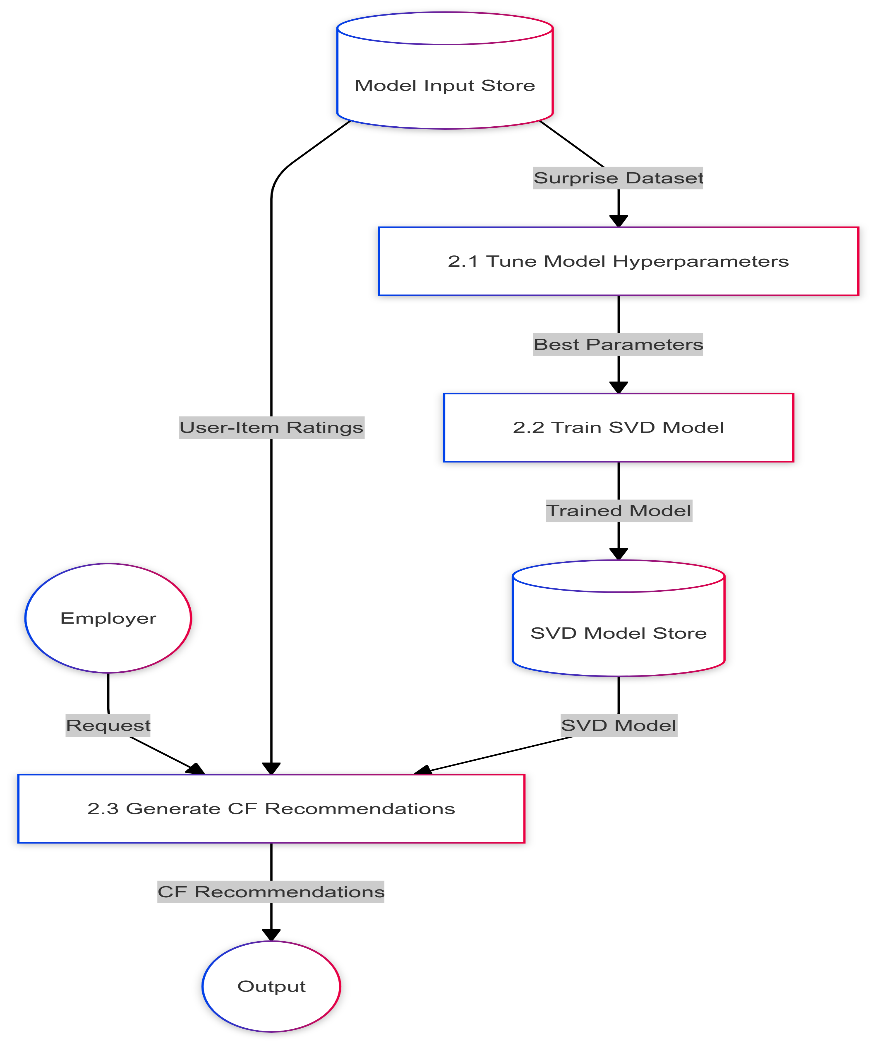 Model Input Store
Surprise Dataset
2.1 Tune Model Hyperparameters
Best Parameters
User-Item Ratings
2.2 Train SVD Model
Trained Model
Employer
SVD Model Store
Request
SVD Model
2.3 Generate CF Recommendations
CF Recommendations
Output